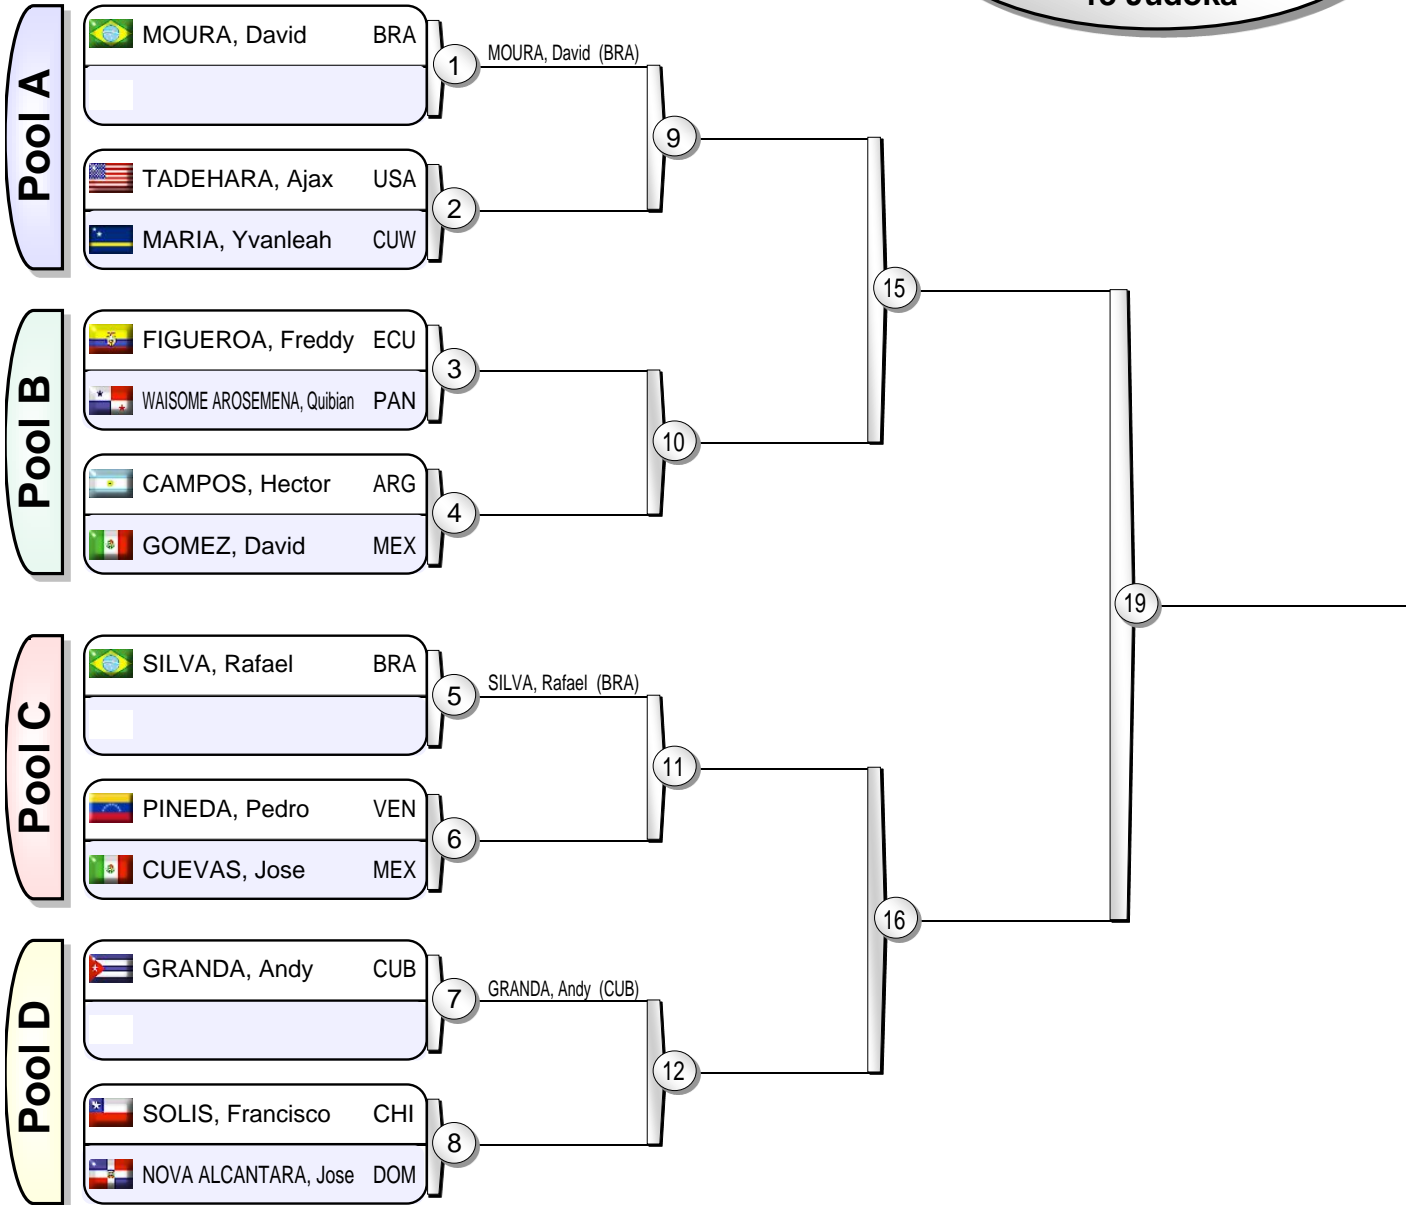 Judoka
Pool A
MOURA, David BRA
1
MOURA, David (BRA)
TADEHARA, Ajax USA
2
MARIA, Yvanleah CUW
9
Pool B
FIGUEROA, Freddy ECU
3
WAISOME AROSEMENA, Quibian PAN
CAMPOS, Hector ARG
4
GOMEZ, David MEX
10
15
Pool C
SILVA, Rafael BRA
5
SILVA, Rafael (BRA)
PINEDA, Pedro VEN
6
CUEVAS, Jose MEX
11
Pool D
GRANDA, Andy CUB
7
GRANDA, Andy (CUB)
SOLIS, Francisco CHI
8
NOVA ALCANTARA, Jose DOM
12
16
19